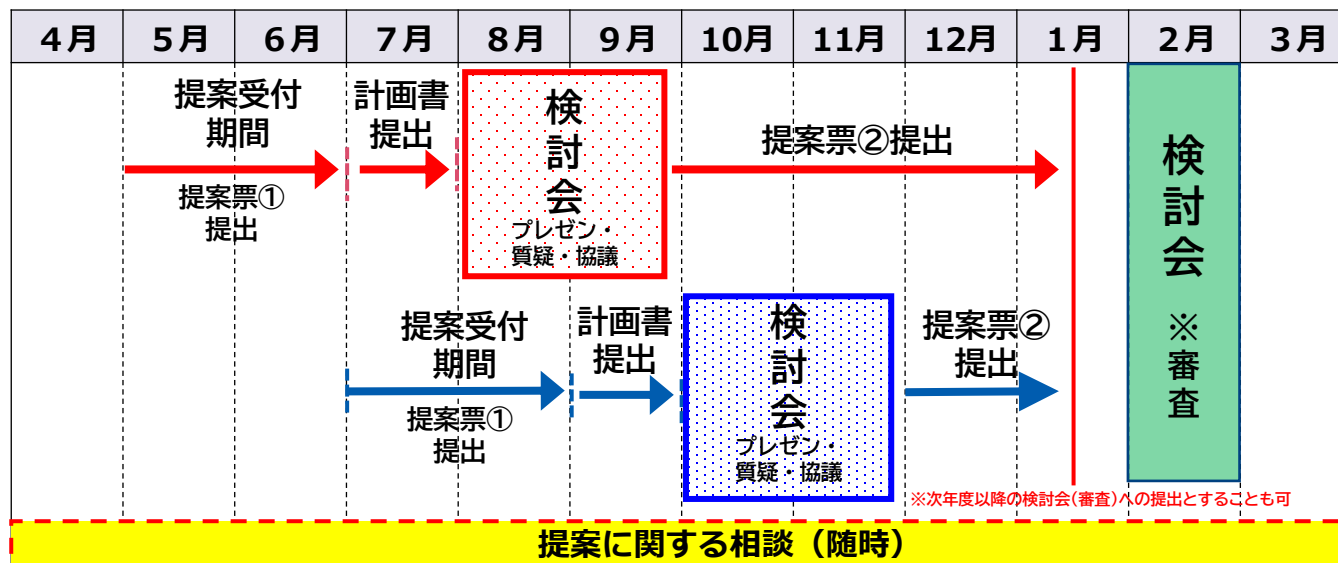 4月 5月 6月 7月 8月 9月 10月 11月 12月 1月 2月 3月
提案受付
期間
提案票①
提出
計画書
提出
検討会
プレゼン・
質疑・協議
提案票②提出
提案受付
期間
提案票①
提出
計画書
提出
検討会
プレゼン・
質疑・協議
提案票②
提出
検討会 ※審査
※次年度以降の検討会(審査)への提出とすることも可
提案に関する相談（随時）